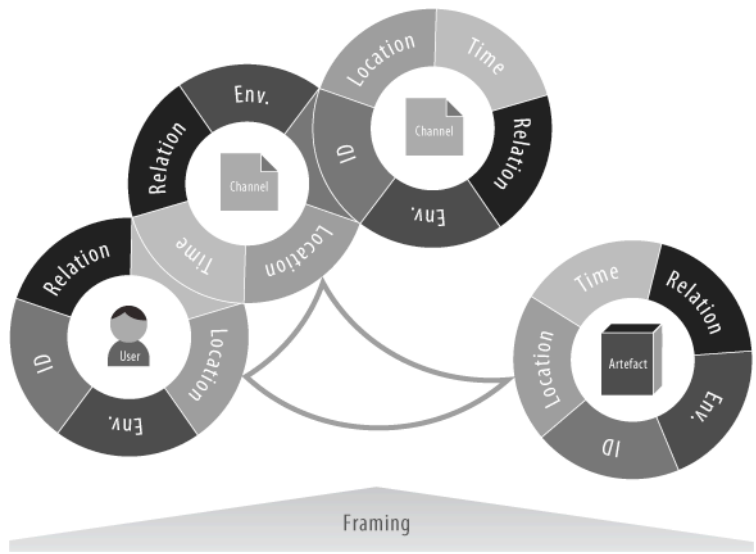 Location
Time
Relation
Env.
ID
Channel
Env.
Relation
Time
Location
Channel
Relation
Location
Env.
ID
User
Time
Relation
Env.
ID
Location
Artefact
Framing